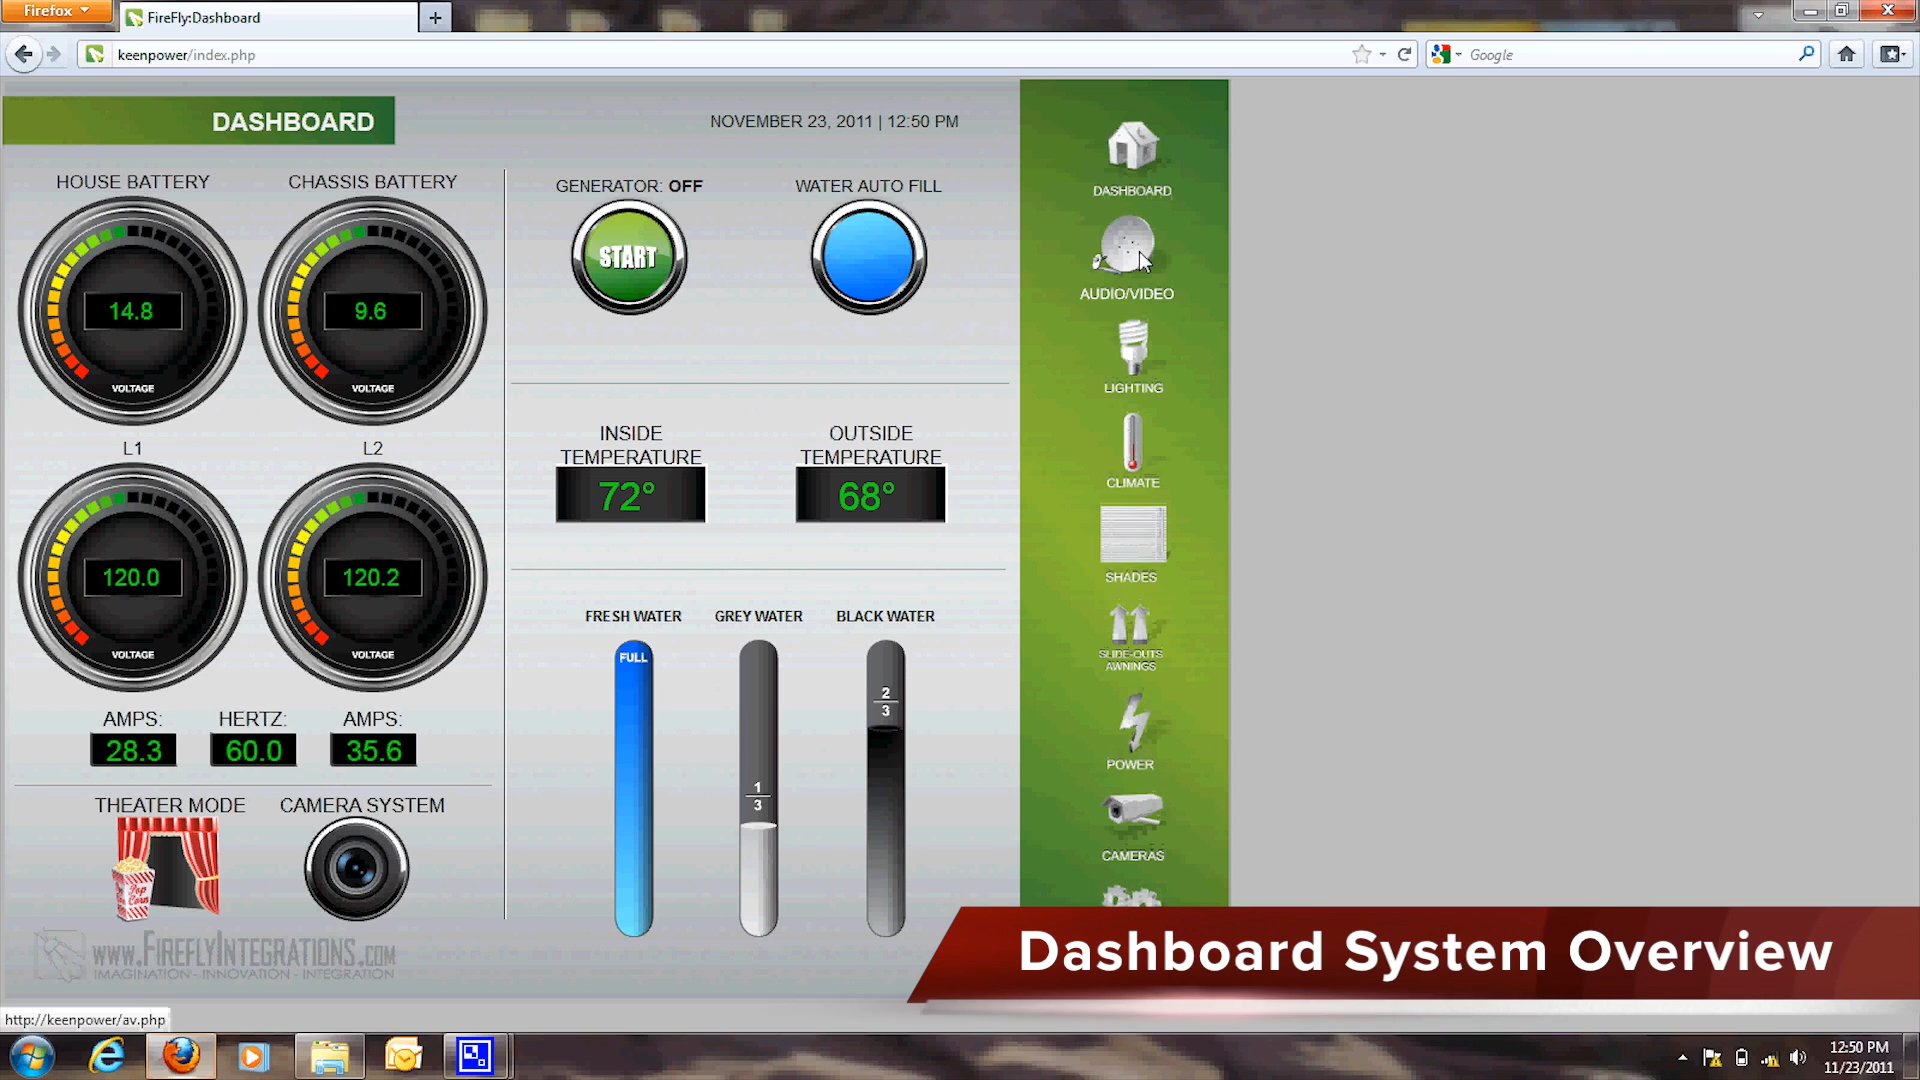 Firefox
FireFly:Dashboard
keenpower/index.php
Google
DASHBOARD
NOVEMBER 23, 2011 | 12:50 PM
HOUSE BATTERY
CHASSIS BATTERY
14.8
VOLTAGE
9.6
VOLTAGE
L1
L2
120.0
VOLTAGE
120.2
VOLTAGE
AMPS:
HERTZ:
AMPS:
28.3
60.0
35.6
THEATER MODE
CAMERA SYSTEM
Pop
Corn
www.FireflyIntegrations.com
IMAGINATION - INNOVATION - INTEGRATION
GENERATOR: OFF
WATER AUTO FILL
START
INSIDE
TEMPERATURE
OUTSIDE
TEMPERATURE
72°
68°
FRESH WATER
GREY WATER
BLACK WATER
FULL
1
3
2
3
DASHBOARD
AUDIO/VIDEO
LIGHTING
CLIMATE
SHADES
SLIDE-OUTS
AWNINGS
POWER
CAMERAS
Dashboard System Overview
http://keenpower/av.php
12:50 PM
11/23/2011